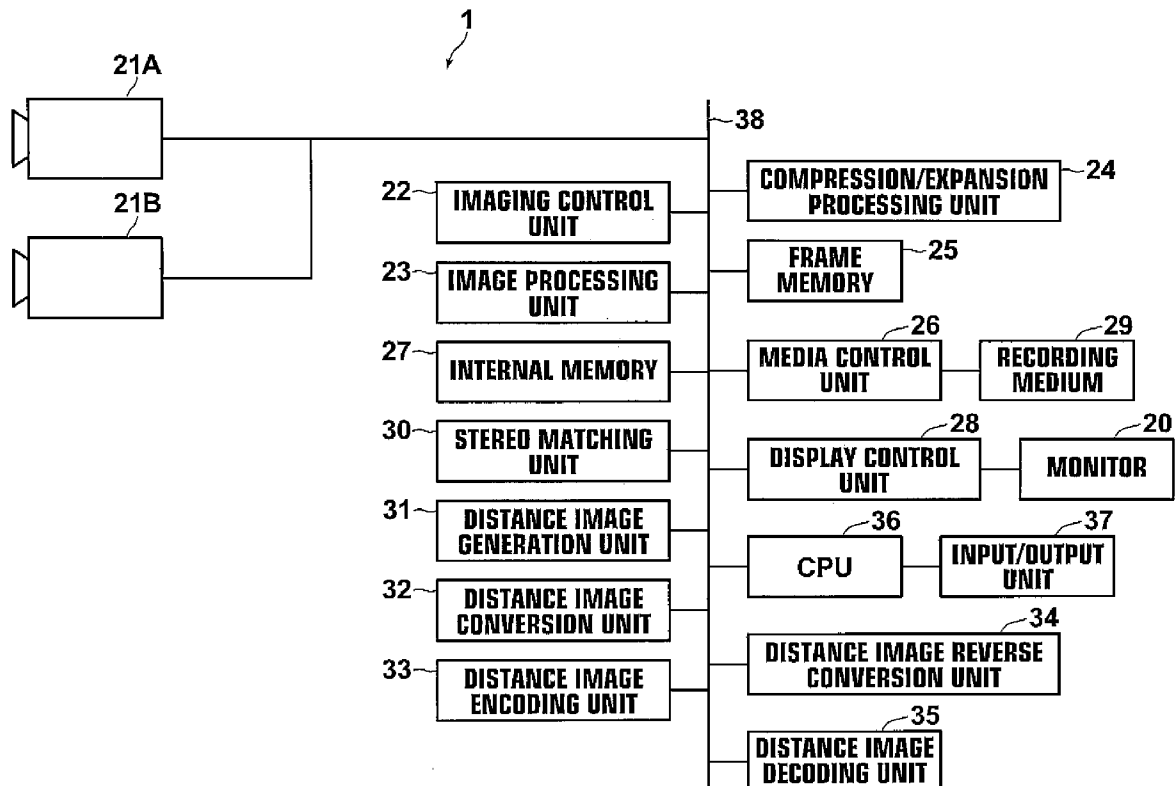 1
21A
38
21B
22
IMAGING CONTROL
UNIT
23
IMAGE PROCESSING
UNIT
27
INTERNAL MEMORY
30
STEREO MATCHING
UNIT
31
DISTANCE IMAGE
GENERATION UNIT
32
DISTANCE IMAGE
CONVERSION UNIT
33
DISTANCE IMAGE
ENCODING UNIT
24
COMPRESSION/EXPANSION
PROCESSING UNIT
25
FRAME
MEMORY
26
MEDIA CONTROL
UNIT
29
RECORDING
MEDIUM
28
DISPLAY CONTROL
UNIT
20
MONITOR
36
CPU
37
INPUT/OUTPUT
UNIT
34
DISTANCE IMAGE REVERSE
CONVERSION UNIT
35
DISTANCE IMAGE
DECODING UNIT